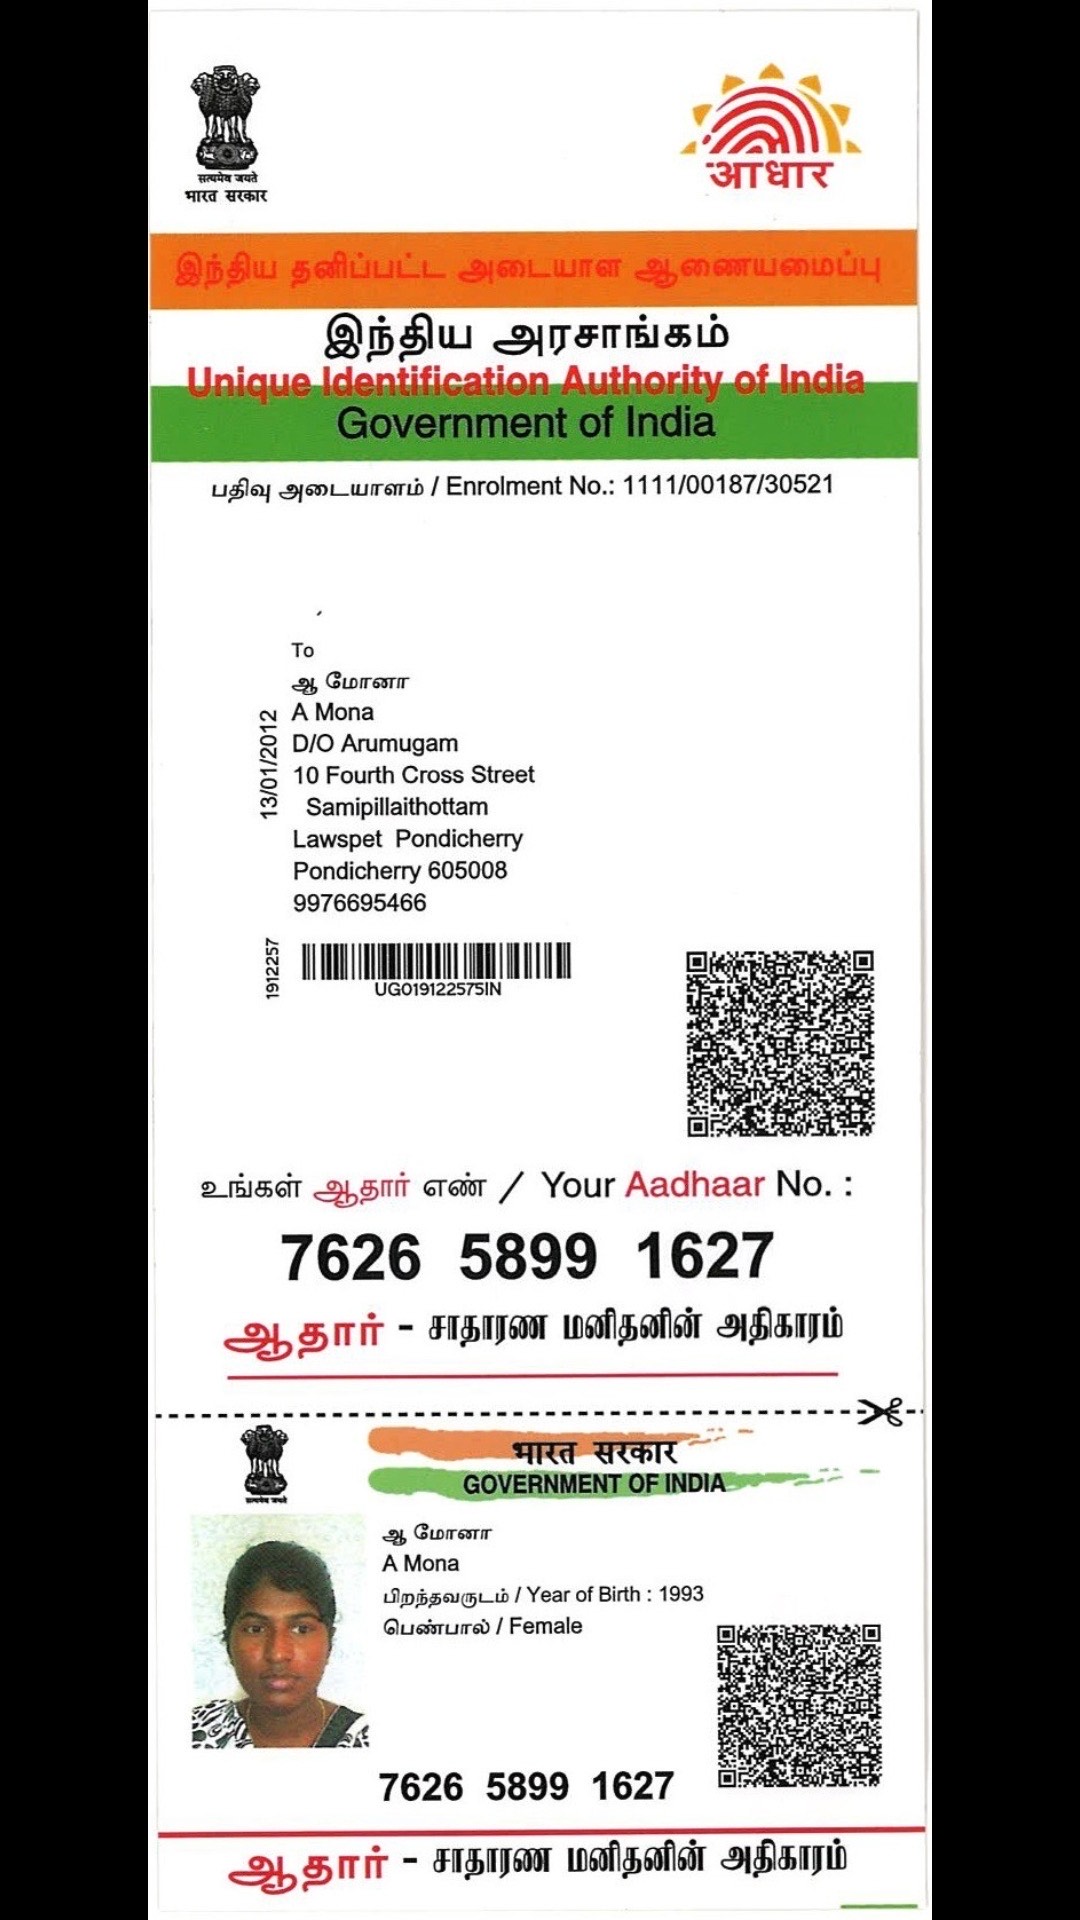 सत्यमेव जयते
भारत सरकार
आधार
இந்திய தனிப்பட்ட அடையாள ஆணையமைப்பு
இந்திய அரசாங்கம்
Unique Identification Authority of India
Government of India
பதிவு அடையாளம் / Enrolment No.: 1111/00187/30521
To
ஆ மோனா
A Mona
D/O Arumugam
10 Fourth Cross Street
Samipillaithottam
Lawspet Pondicherry
Pondicherry 605008
9976695466
13/01/2012
1912257
UG019122575IN
உங்கள் ஆதார் எண் / Your Aadhaar No. :
7626 5899 1627
ஆதார் - சாதாரண மனிதனின் அதிகாரம்
सत्यमेव जयते
भारत सरकार
GOVERNMENT OF INDIA
ஆ மோனா
A Mona
பிறந்தவருடம் / Year of Birth : 1993
பெண்பால் / Female
7626 5899 1627
ஆதார் - சாதாரண மனிதனின் அதிகாரம்